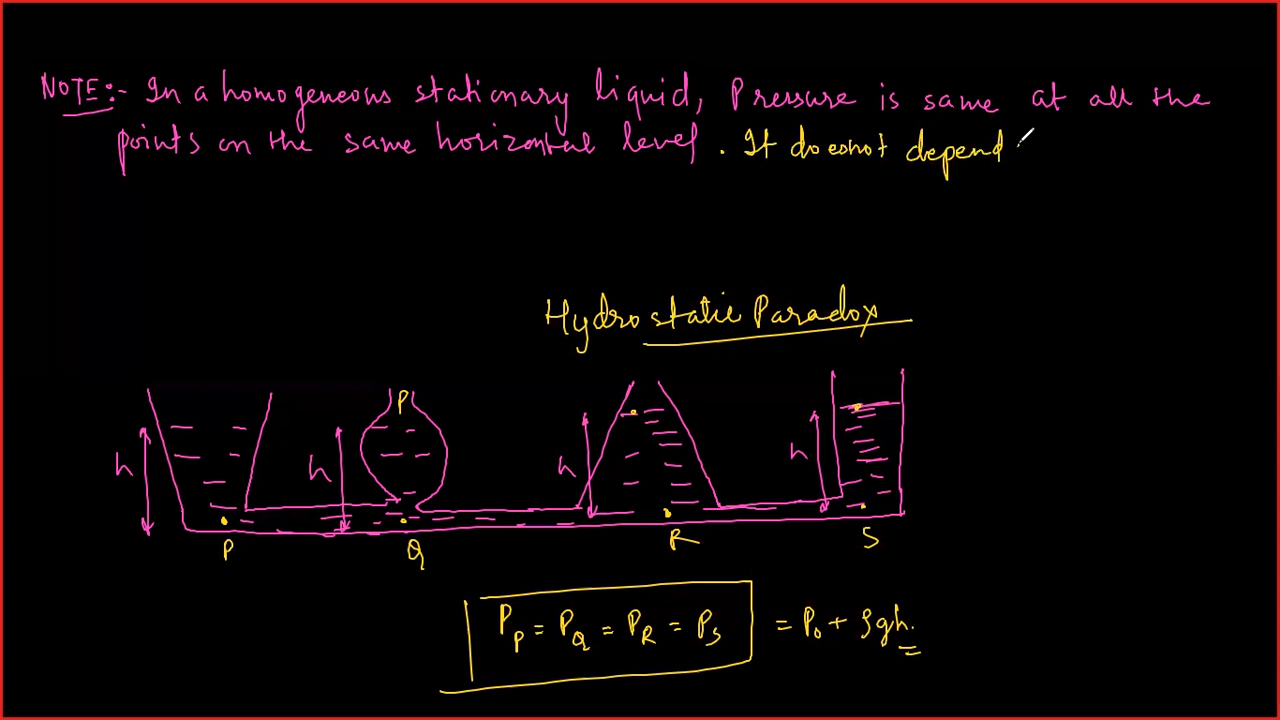 NOTE:- In a homogeneous stationary liquid, Pressure is same at all the
points on the same horizontal level. It doesnot depend
Hydrostatic Paradox
P
h h h h
P Q R S
P_P = P_Q = P_R = P_S = P₀ + ρgh.